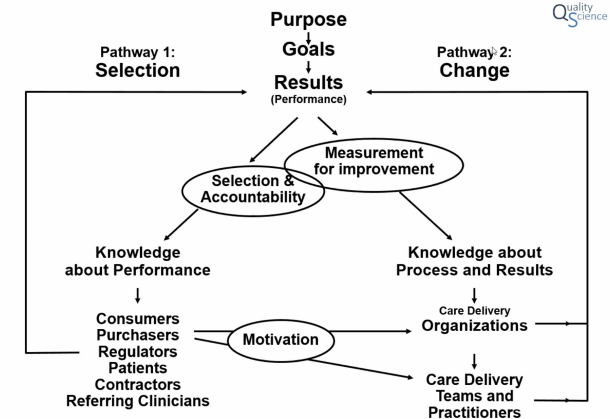 Quality
Science
Purpose
Goals
Pathway 1:
Selection
Pathway 2:
Change
Results
(Performance)
Measurement
for improvement
Selection &
Accountability
Knowledge
about Performance
Knowledge about
Process and Results
Consumers
Purchasers
Regulators
Patients
Contractors
Referring Clinicians
Motivation
Care Delivery
Organizations
Care Delivery
Teams and
Practitioners